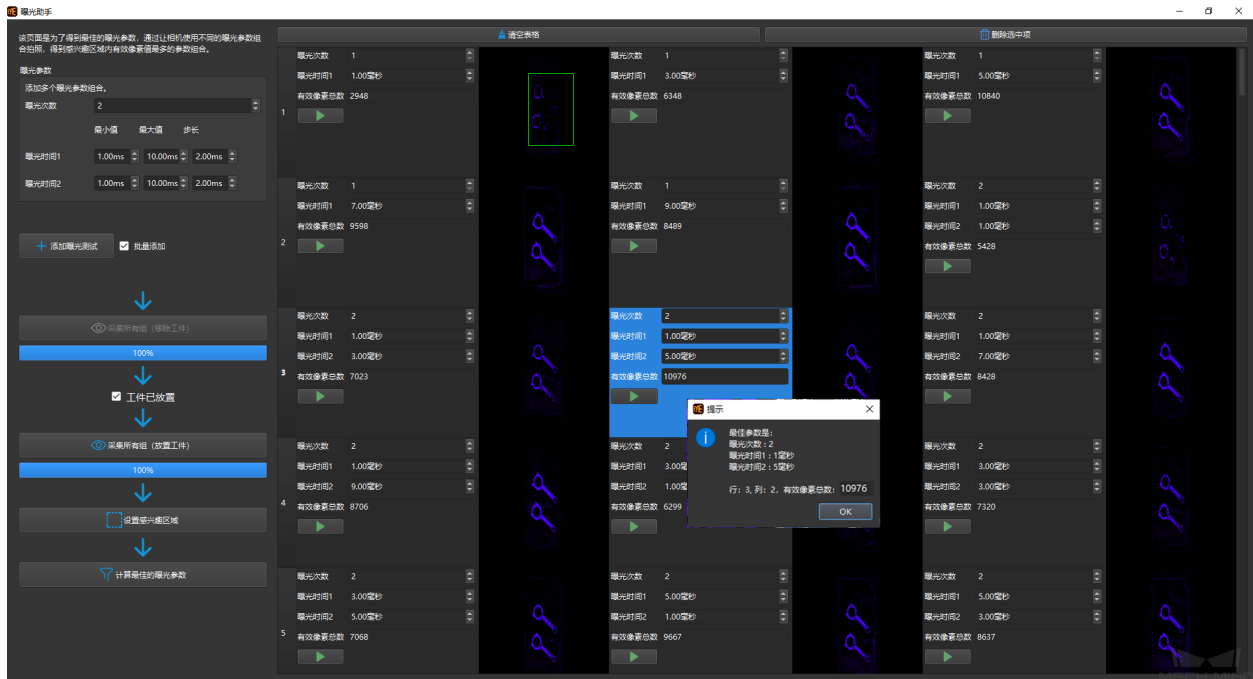 曝光助手
该页面是为了得到最佳的曝光参数，通过让相机使用不同的曝光参数组
合拍照，得到感兴趣区域内有效像素值最多的参数组合。
曝光参数
添加多个曝光参数组合。
曝光次数 2
最小值 最大值 步长
曝光时间1 1.00ms 10.00ms 2.00ms
曝光时间2 1.00ms 10.00ms 2.00ms
添加曝光测试 批量添加
采集所有组（移除工件）
100%
工件已放置
采集所有组（放置工件）
100%
设置感兴趣区域
计算最佳的曝光参数
清空表格 删除选中项
1
曝光次数 1
曝光时间1 1.00毫秒
有效像素总数 2948
曝光次数 1
曝光时间1 3.00毫秒
有效像素总数 6348
曝光次数 1
曝光时间1 5.00毫秒
有效像素总数 10840
2
曝光次数 1
曝光时间1 7.00毫秒
有效像素总数 9598
曝光次数 1
曝光时间1 9.00毫秒
有效像素总数 8489
曝光次数 2
曝光时间1 1.00毫秒
曝光时间2 1.00毫秒
有效像素总数 5428
3
曝光次数 2
曝光时间1 1.00毫秒
曝光时间2 3.00毫秒
有效像素总数 7023
曝光次数 2
曝光时间1 1.00毫秒
曝光时间2 5.00毫秒
有效像素总数 10976
曝光次数 2
曝光时间1 1.00毫秒
曝光时间2 7.00毫秒
有效像素总数 8428
4
曝光次数 2
曝光时间1 1.00毫秒
曝光时间2 9.00毫秒
有效像素总数 8706
曝光次数 2
曝光时间1 3.00
曝光时间2 1.00
有效像素总数 6299
曝光次数 2
曝光时间1 3.00毫秒
曝光时间2 3.00毫秒
有效像素总数 7320
5
曝光次数 2
曝光时间1 3.00毫秒
曝光时间2 5.00毫秒
有效像素总数 7068
曝光次数 2
曝光时间1 5.00毫秒
曝光时间2 1.00毫秒
有效像素总数 9667
曝光次数 2
曝光时间1 5.00毫秒
曝光时间2 3.00毫秒
有效像素总数 8637
提示
最佳参数是：
曝光次数：2
曝光时间1：1毫秒
曝光时间2：5毫秒
行：3, 列：2，有效像素总数： 10976
OK